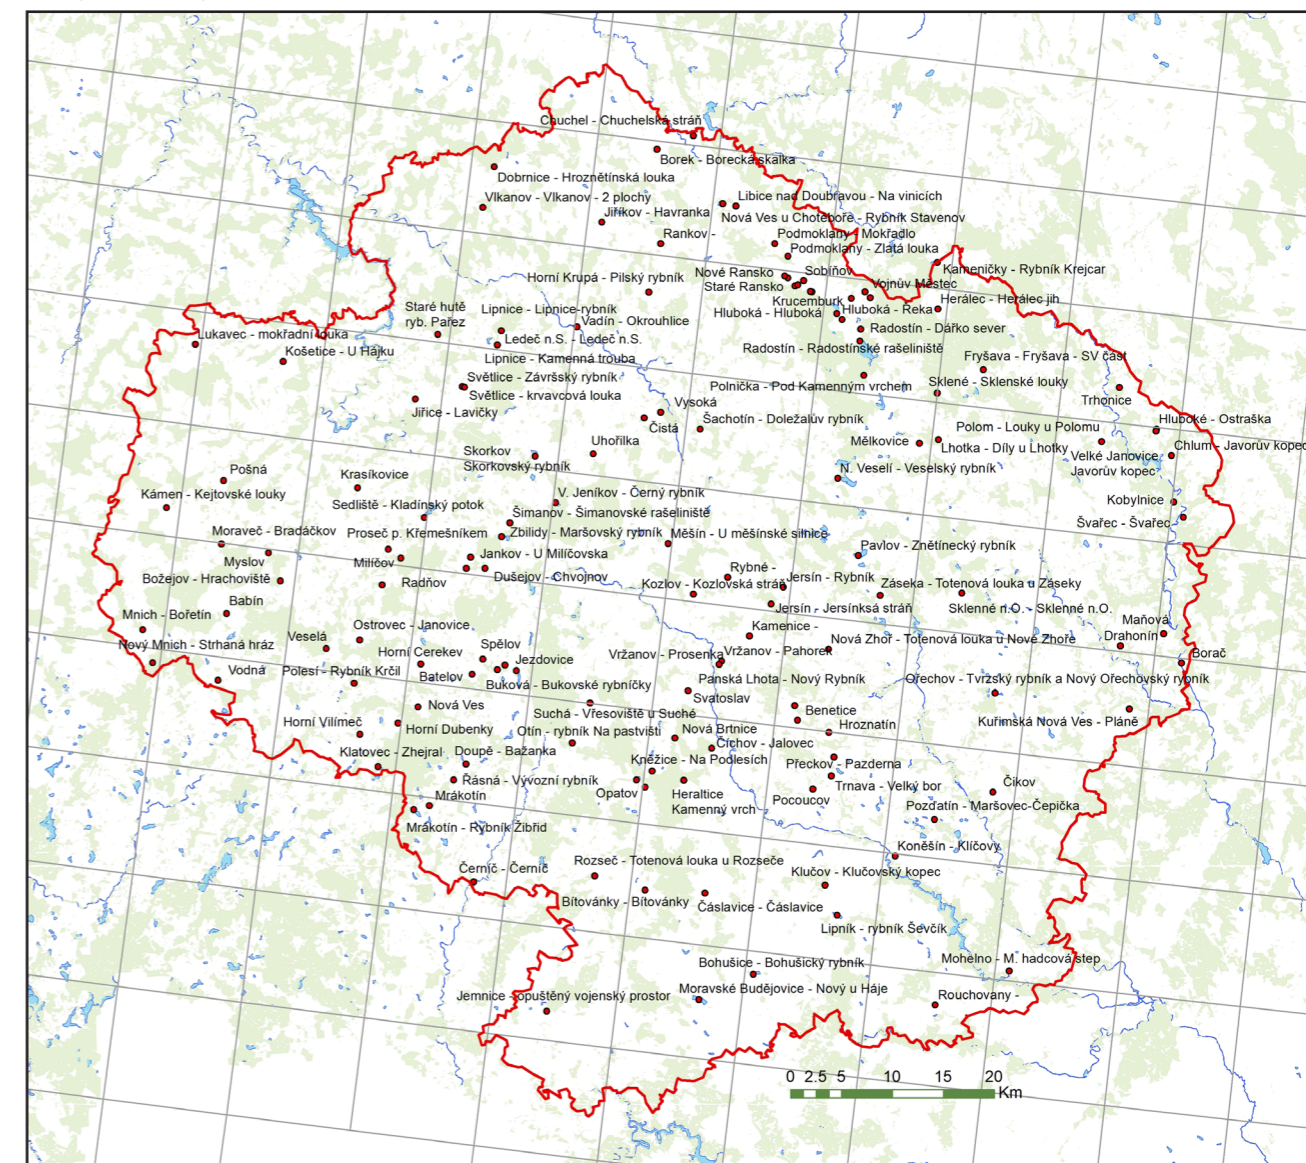 Chuchel - Chuchelská stráň
Borek - Borecká skalka
Dobrnice - Hroznětínská louka
Vlkanov - Vlkanov - 2 plochy
Libice nad Doubravou - Na vinicích
Jiříkov - Havranka
Nová Ves u Chotěboře - Rybník Stavenov
Rankov -
Podmoklany - Mokřadlo
Podmoklany - Zlatá louka
Kameničky - Rybník Krejcar
Horní Krupá - Pilský rybník
Nové Ransko
Sobíňov
Staré Ransko
Vojnův Městec
Krucemburk
Herálec - Herálec jih
Hluboká - Hluboká
Hluboká - Reka
Staré hutě
ryb. Pařez
Lipnice - Lipnice-rybník
Vadín - Okrouhlice
Radostín - Dářko sever
Lukavec - mokřadní louka
Ledeč n.S. - Ledeč n.S.
Radostín - Radostínské rašeliniště
Košetice - U Hájku
Lipnice - Kamenná trouba
Fryšava - Fryšava - SV část
Světlice - Závršský rybník
Polnička - Pod Kamenným vrchem
Sklené - Sklenské louky
Světlice - krvavcová louka
Trhonice
Jiřice - Lavičky
Vysoká
Čistá
Šachotín - Doležalův rybník
Polom - Louky u Polomu
Hluboké - Ostraška
Uhořilka
Mělkovice
Lhotka - Díly u Lhotky
Velké Janovice
Javorův kopec
Chlum - Javorův kopec
Skorkov
Skorkovský rybník
N. Veselí - Veselský rybník
Pošná
Krasíkovice
Kámen - Kejtovské louky
V. Jeníkov - Černý rybník
Kobylnice
Sedliště - Kladínský potok
Šimanov - Šimanovské rašeliniště
Švařec - Švařec
Moraveč - Bradáčkov
Proseč p. Křemešníkem
Zbilidy - Maršovský rybník
Měšín - U měšínské silnice
Pavlov - Znětínecký rybník
Myslov
Milíčov
Jankov - U Milíčovska
Rybné -
Božejov - Hrachoviště
Radňov
Dušejov - Chvojnov
Kozlov - Kozlovská stráň
Jersín - Rybník
Záseka - Totenová louka u Záseky
Babín
Jersín - Jersínksá stráň
Sklenné n.O. - Sklenné n.O.
Mnich - Bořetín
Ostrovec - Janovice
Kamenice -
Maňová
Veselá
Nová Zhoř - Totenová louka u Nové Zhoře
Drahonín
Nový Mnich - Strhaná hráz
Horní Cerekev
Spělov
Vržanov - Prosenka
Vržanov - Pahorek
Borač
Vodná
Polesí - Rybník Krčil
Batelov
Jezdovice
Buková - Bukovské rybníčky
Panská Lhota - Nový Rybník
Ořechov - Tvržský rybník a Nový Ořechovský rybník
Svatoslav
Nová Ves
Suchá - Vřesoviště u Suché
Benetice
Kuřimská Nová Ves - Pláně
Horní Vilímeč
Horní Dubenky
Otín - rybník Na pastvišti
Nová Brtnice
Hroznatín
Klatovec - Zhejral
Doupě - Bažanka
Číchov - Jalovec
Kněžice - Na Podlesích
Přeckov - Pazderna
Řásná - Vývozní rybník
Čikov
Mrákotín
Opatov
Heraltice
Kamenný vrch
Trnava - Velký bor
Pocoucov
Pozdatín - Maršovec-Čepička
Mrákotín - Rybník Žibřid
Koněšín - Klíčový
Černíč - Černíč
Rozseč - Totenová louka u Rozseče
Klučov - Klučovský kopec
Bítovánky - Bítovánky
Čáslavice - Čáslavice
Lipník - rybník Ševčík
Bohušice - Bohušický rybník
Mohelno - M. hadcová step
Moravské Budějovice - Nový u Háje
Jemnice - opuštěný vojenský prostor
Rouchovany -
0 2.5 5 10 15 20
Km